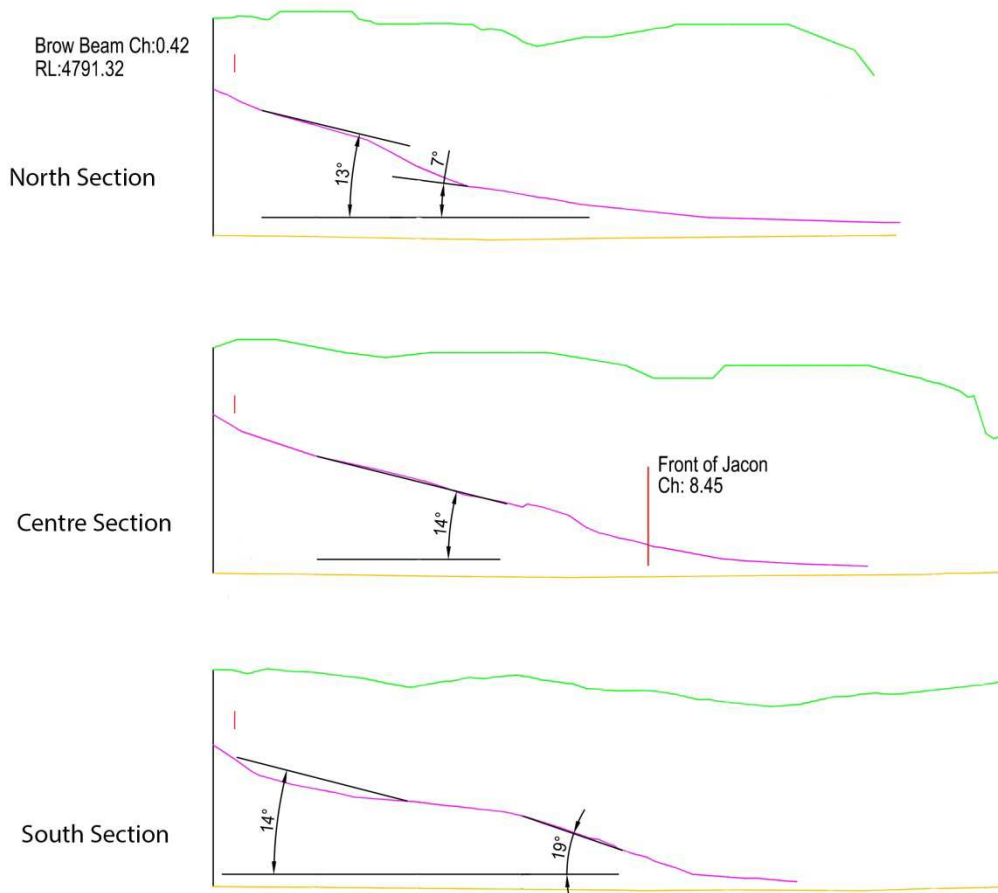 Brow Beam Ch:0.42
RL:4791.32
North Section
13°
7°
Centre Section
14°
Front of Jacon
Ch: 8.45
South Section
14°
19°